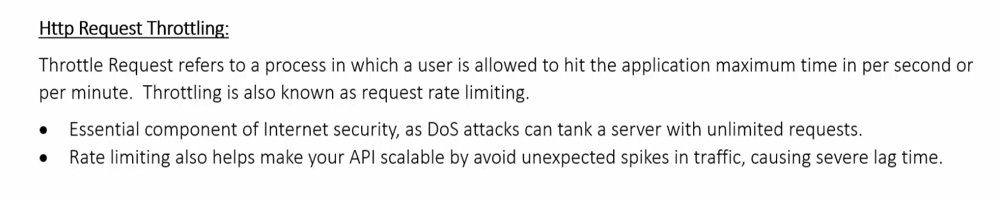 Http Request Throttling:
Throttle Request refers to a process in which a user is allowed to hit the application maximum time in per second or
per minute.  Throttling is also known as request rate limiting.
• Essential component of Internet security, as DoS attacks can tank a server with unlimited requests.
• Rate limiting also helps make your API scalable by avoid unexpected spikes in traffic, causing severe lag time.